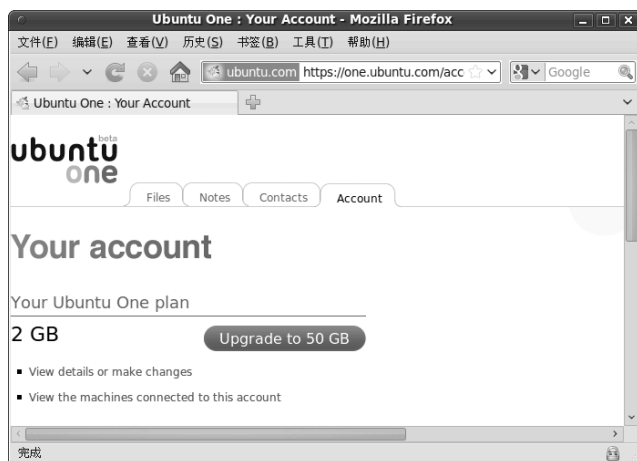 Ubuntu One : Your Account - Mozilla Firefox
文件(F) 编辑(E) 查看(V) 历史(S) 书签(B) 工具(T) 帮助(H)
ubuntu.com https://one.ubuntu.com/acc Google
Ubuntu One : Your Account
beta
ubuntu
one
Files Notes Contacts Account
Your account
Your Ubuntu One plan
2 GB Upgrade to 50 GB
View details or make changes
View the machines connected to this account
完成